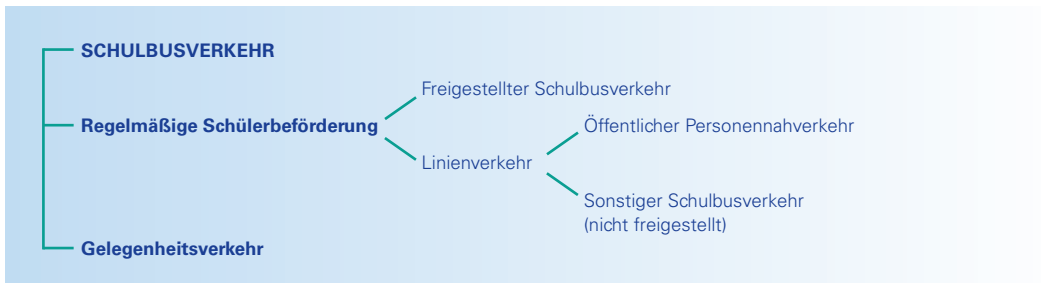 SCHULBUSVERKEHR
Freigestellter Schulbusverkehr
Regelmäßige Schülerbeförderung
Öffentlicher Personennahverkehr
Linienverkehr
Sonstiger Schulbusverkehr
(nicht freigestellt)
Gelegenheitsverkehr